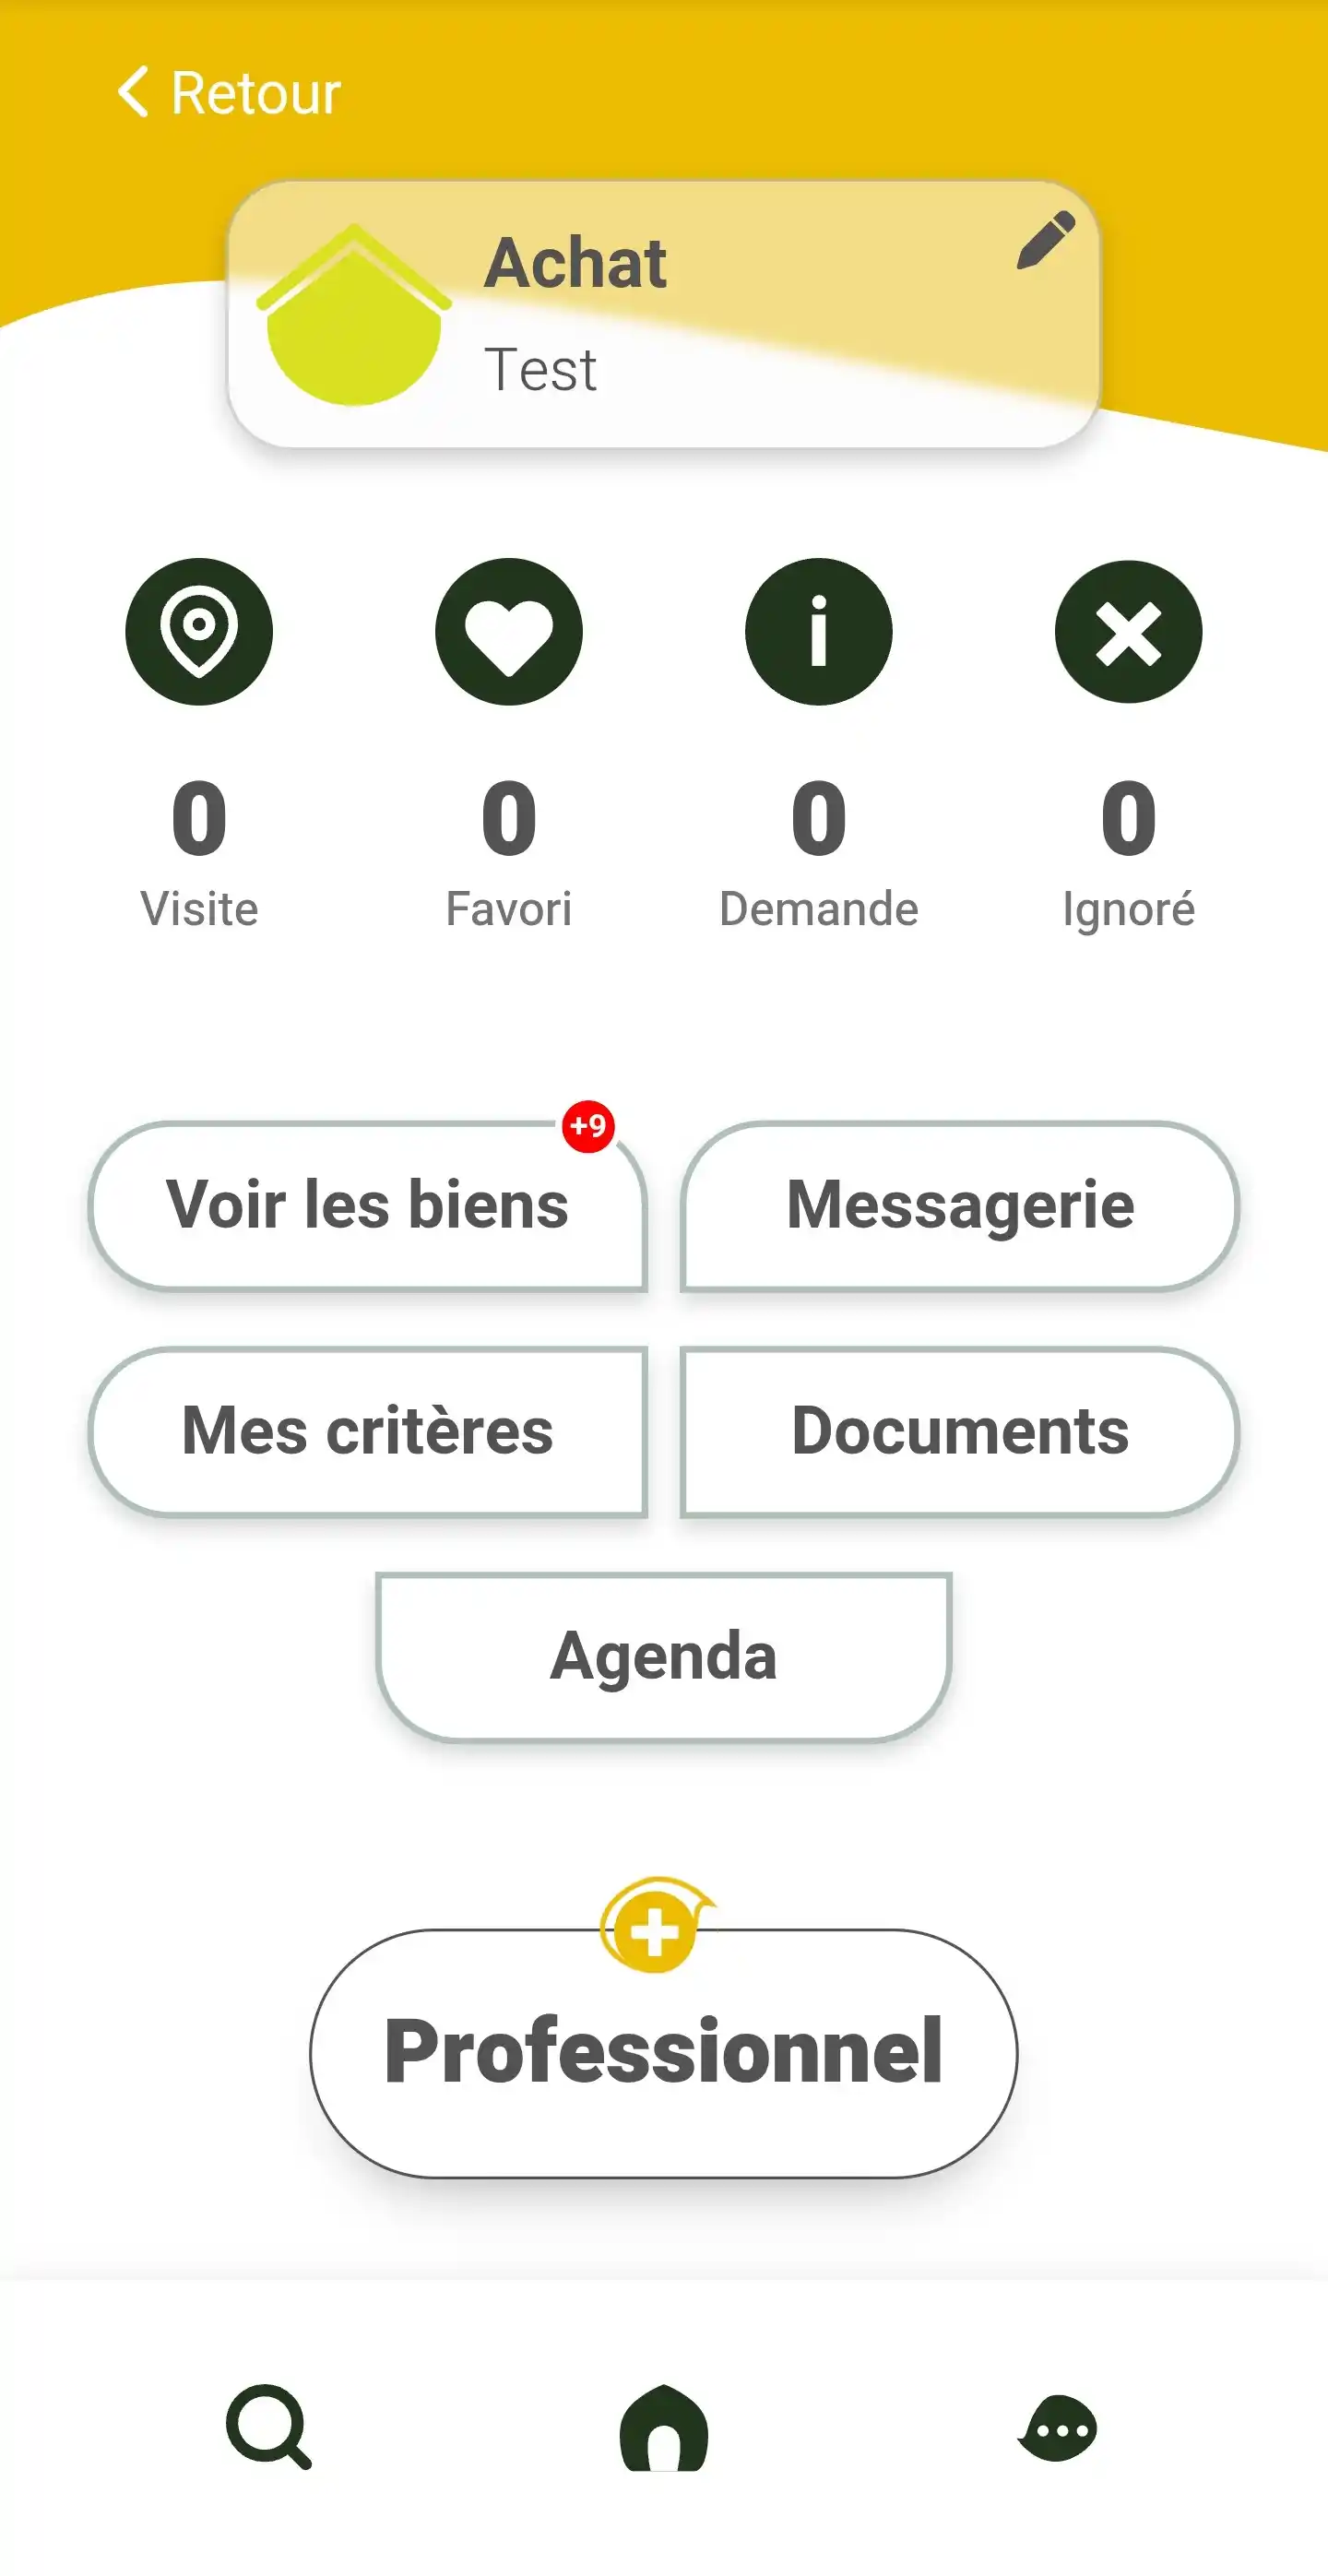 Retour
Achat
Test
0
0
0
0
Visite
Favori
Demande
Ignoré
+9
Voir les biens
Messagerie
Mes critères
Documents
Agenda
Professionnel